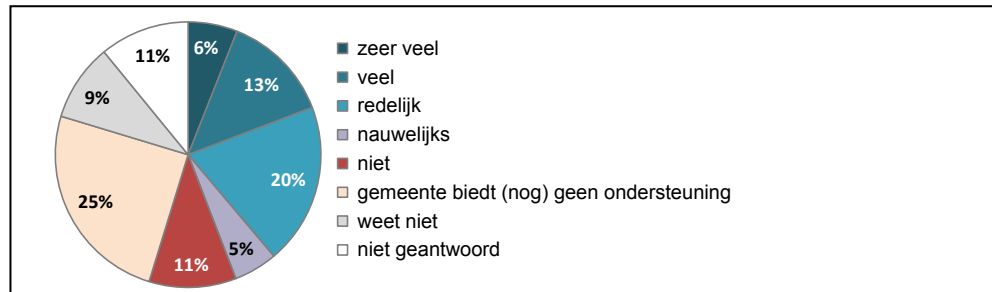 6%
13%
20%
5%
11%
25%
9%
11%
zeer veel
veel
redelijk
nauwelijks
niet
gemeente biedt (nog) geen ondersteuning
weet niet
niet geantwoord